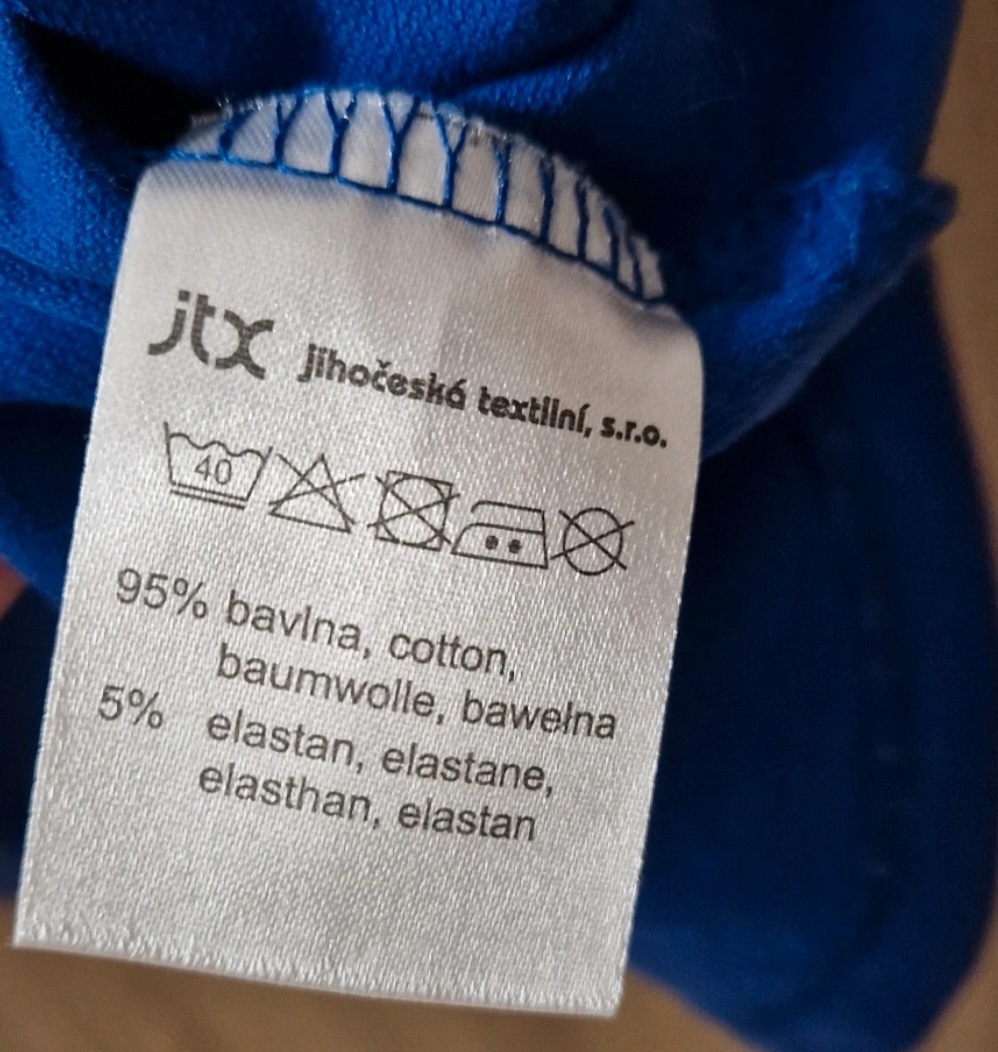 jtx jihočeská textilní, s.r.o.
40
95% bavlna, cotton,
baumwolle, bawełna
5% elastan, elastane,
elasthan, elastan